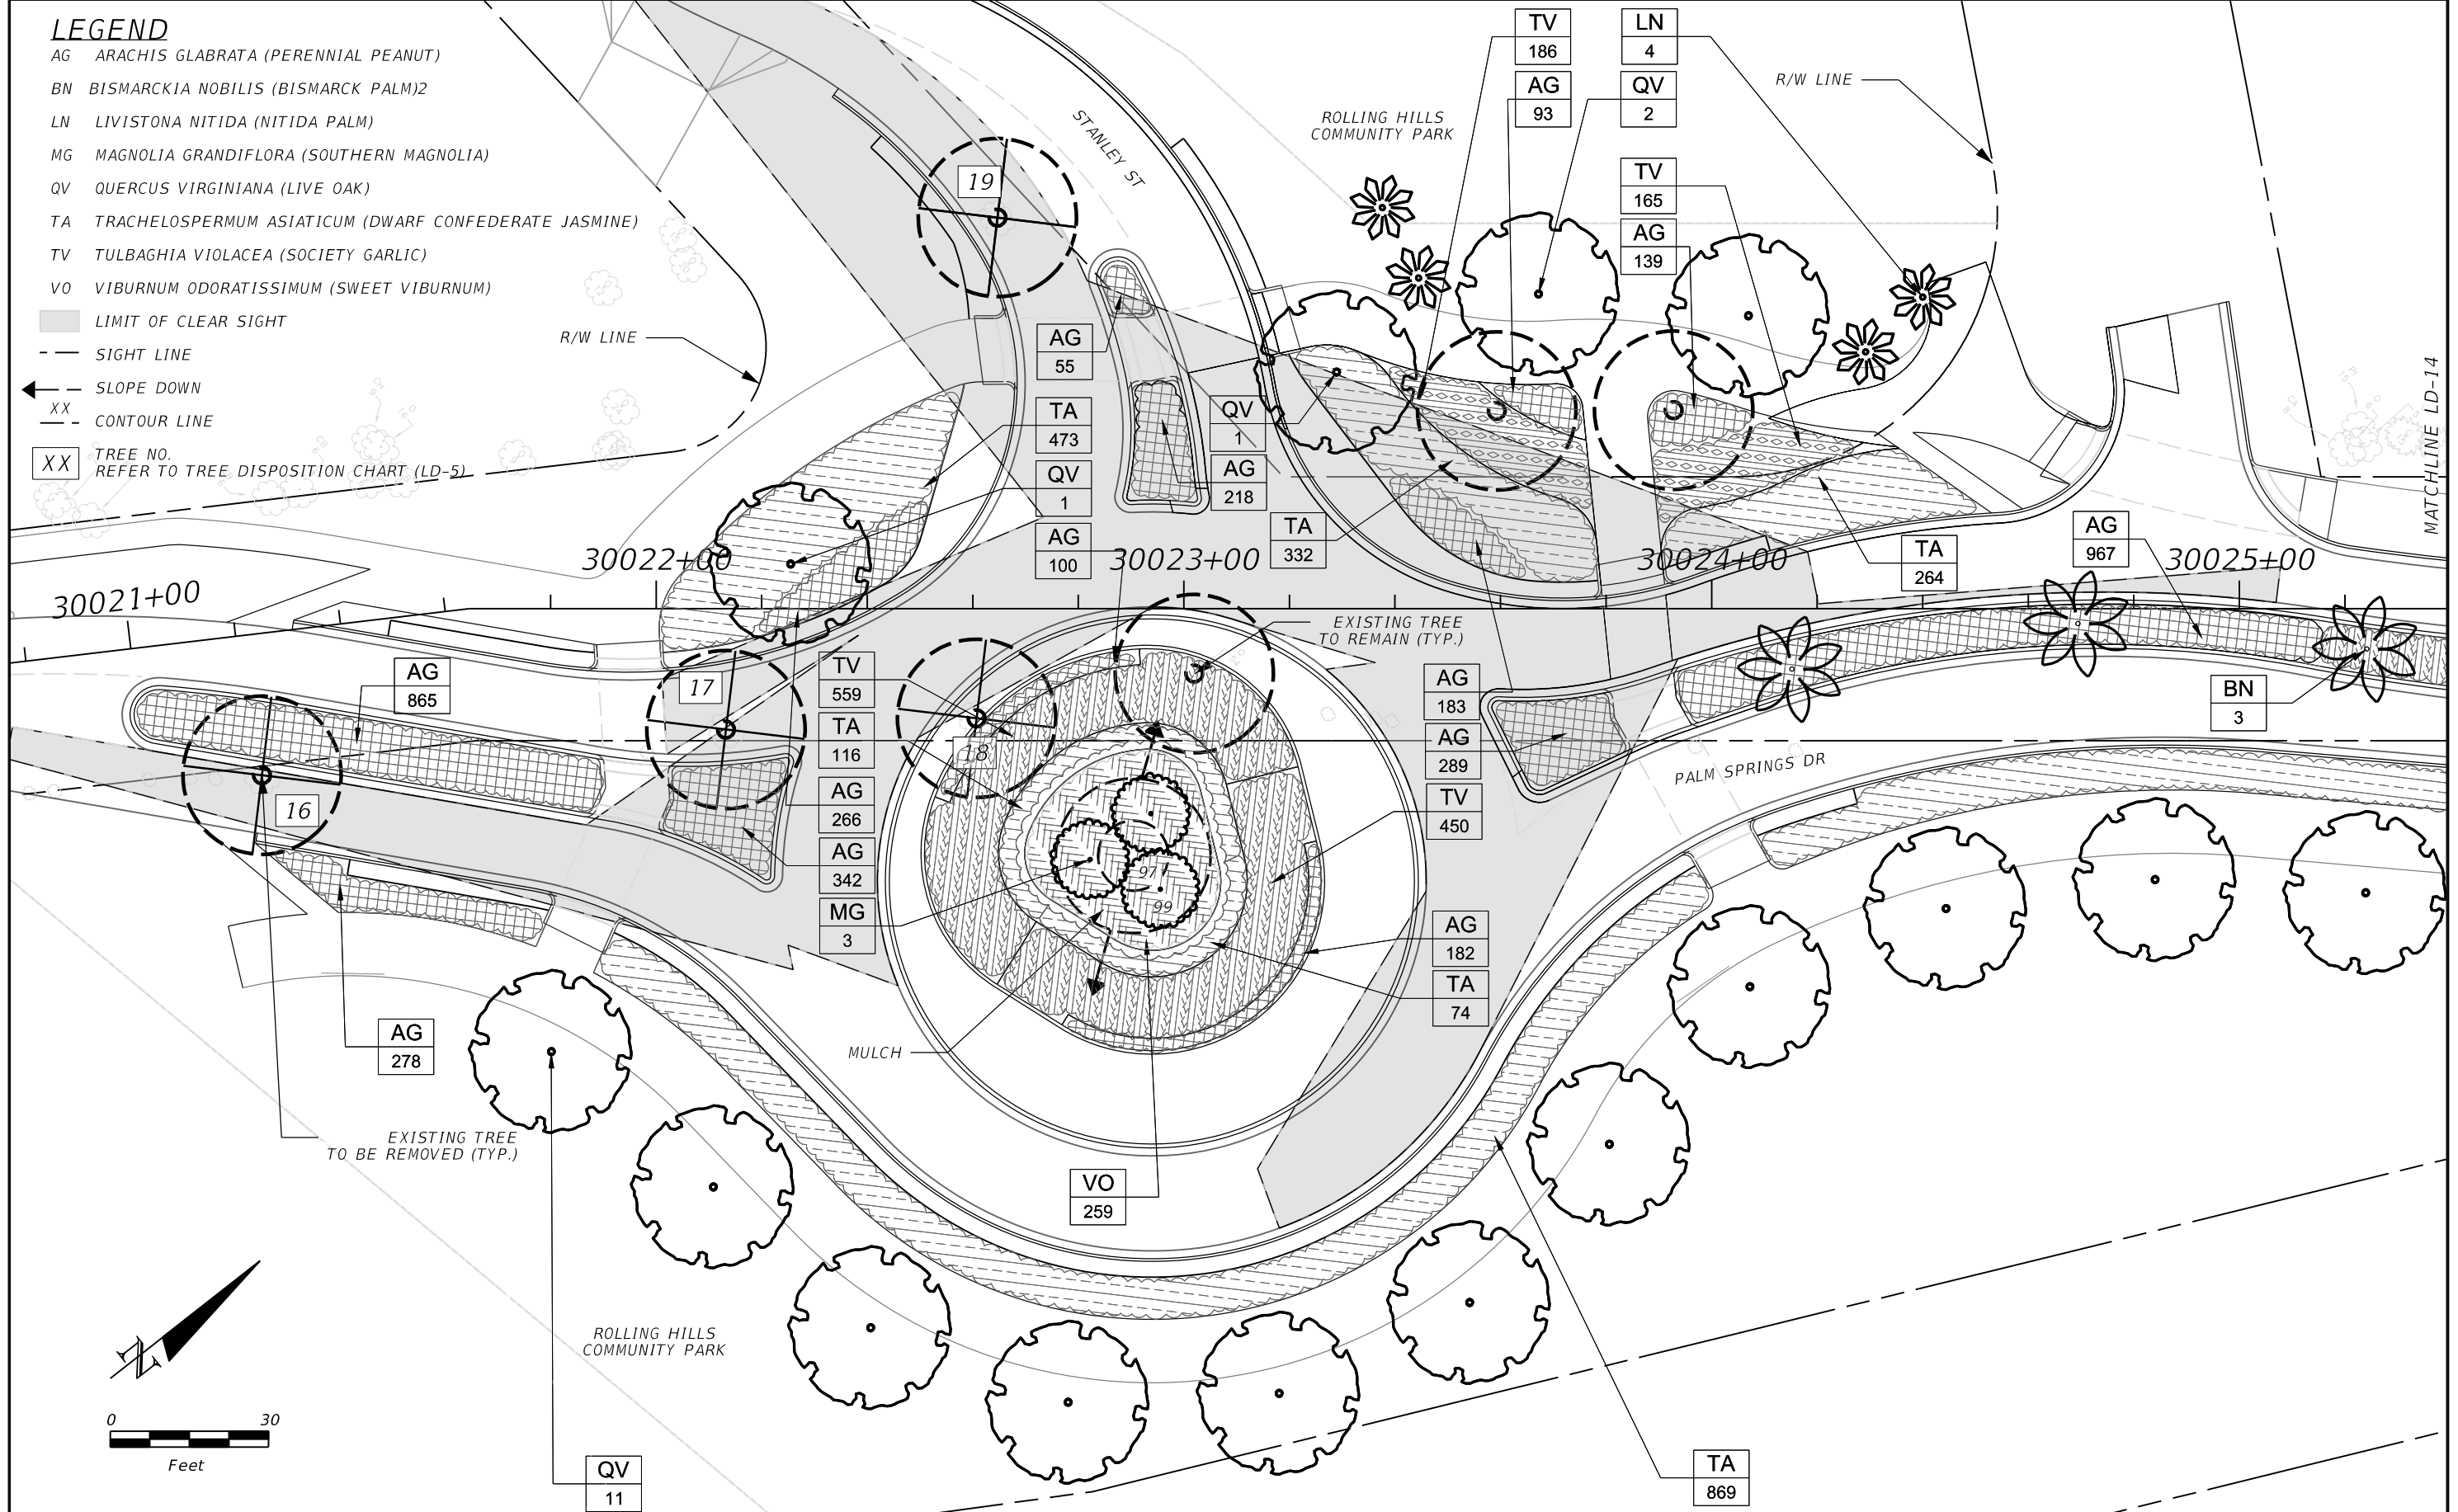 LEGEND
AG ARACHIS GLABRATA (PERENNIAL PEANUT)
BN BISMARCKIA NOBILIS (BISMARCK PALM)2
LN LIVISTONA NITIDA (NITIDA PALM)
MG MAGNOLIA GRANDIFLORA (SOUTHERN MAGNOLIA)
QV QUERCUS VIRGINIANA (LIVE OAK)
TA TRACHELOSPERMUM ASIATICUM (DWARF CONFEDERATE JASMINE)
TV TULBAGHIA VIOLACEA (SOCIETY GARLIC)
VO VIBURNUM ODORATISSIMUM (SWEET VIBURNUM)
LIMIT OF CLEAR SIGHT
SIGHT LINE
SLOPE DOWN
XX
CONTOUR LINE
XX
TREE NO.
REFER TO TREE DISPOSITION CHART (LD-5)
R/W LINE
19
STANLEY ST
ROLLING HILLS
COMMUNITY PARK
TV
186
AG
93
LN
4
QV
2
TV
165
AG
139
R/W LINE
MATCHLINE LD-14
AG
55
TA
473
QV
1
AG
100
QV
1
AG
218
TA
332
TA
264
AG
967
30021+00
30022+00
30023+00
30024+00
30025+00
EXISTING TREE
TO REMAIN (TYP.)
AG
865
17
16
18
TV
559
TA
116
AG
266
AG
342
MG
3
97
99
AG
183
AG
289
TV
450
AG
182
TA
74
BN
3
PALM SPRINGS DR
AG
278
MULCH
EXISTING TREE
TO BE REMOVED (TYP.)
VO
259
ROLLING HILLS
COMMUNITY PARK
N
0 30
Feet
QV
11
TA
869